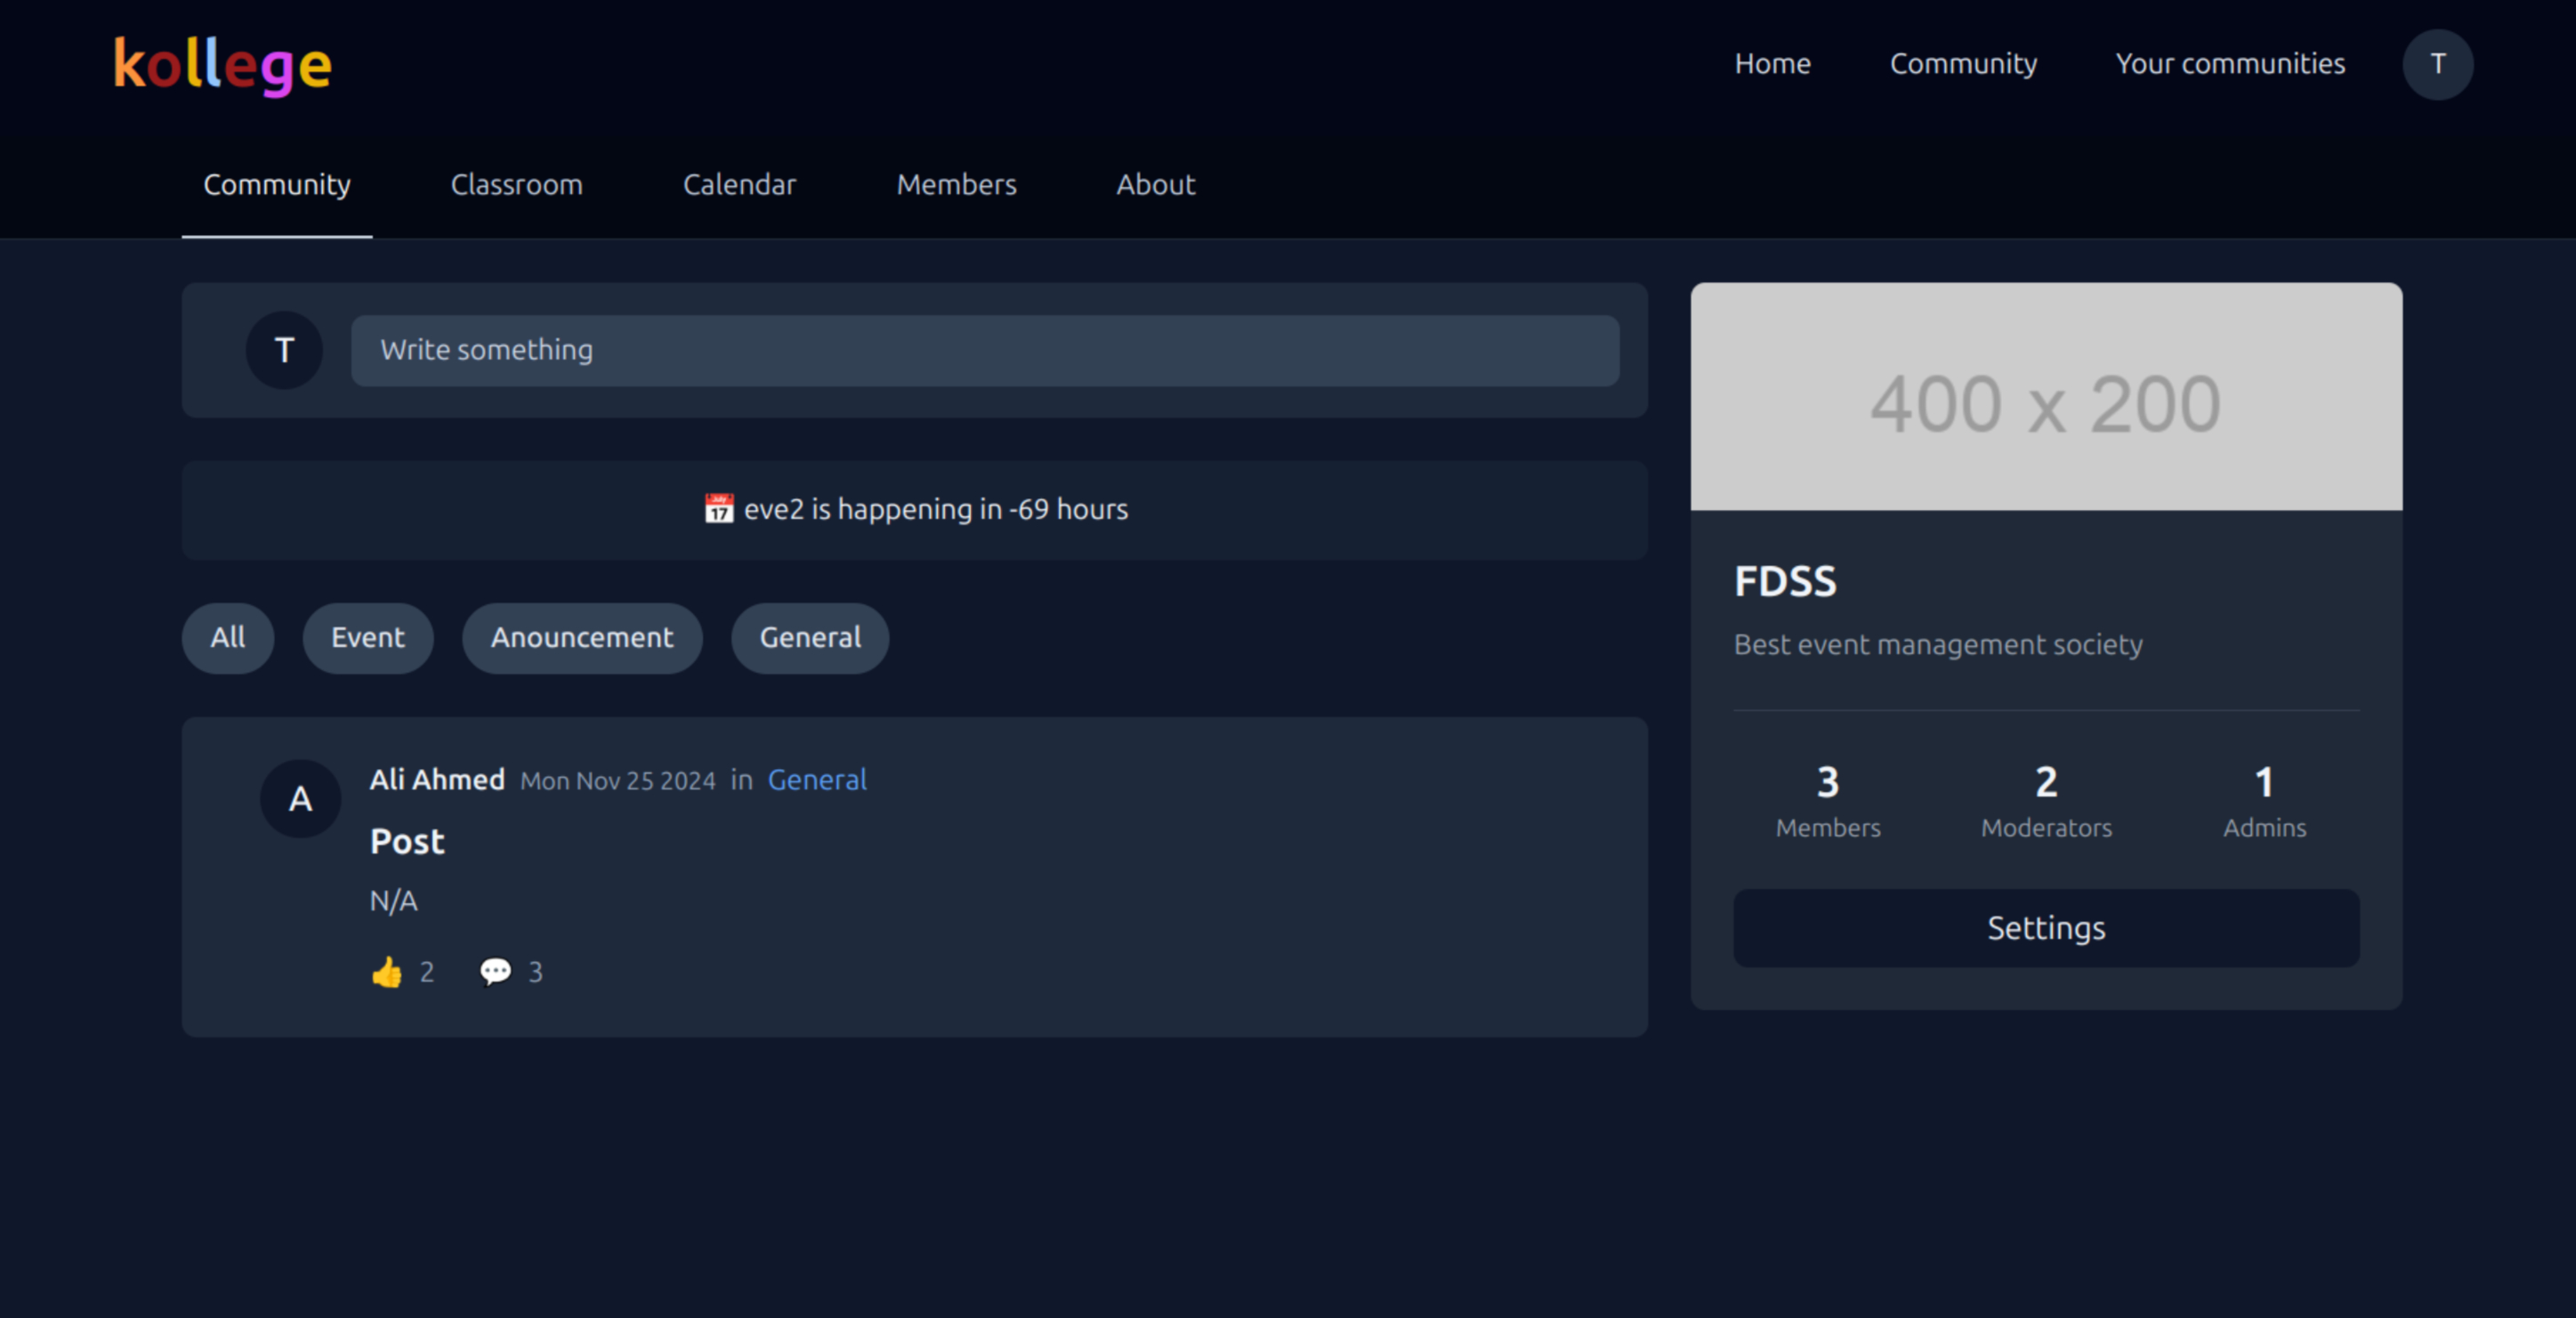 kollege
Home Community Your communities T
Community Classroom Calendar Members About
T Write something
📅 eve2 is happening in -69 hours
All Event Anouncement General
A Ali Ahmed Mon Nov 25 2024 in General
Post
N/A
👍 2 💬 3
400 x 200
FDSS
Best event management society
3 2 1
Members Moderators Admins
Settings